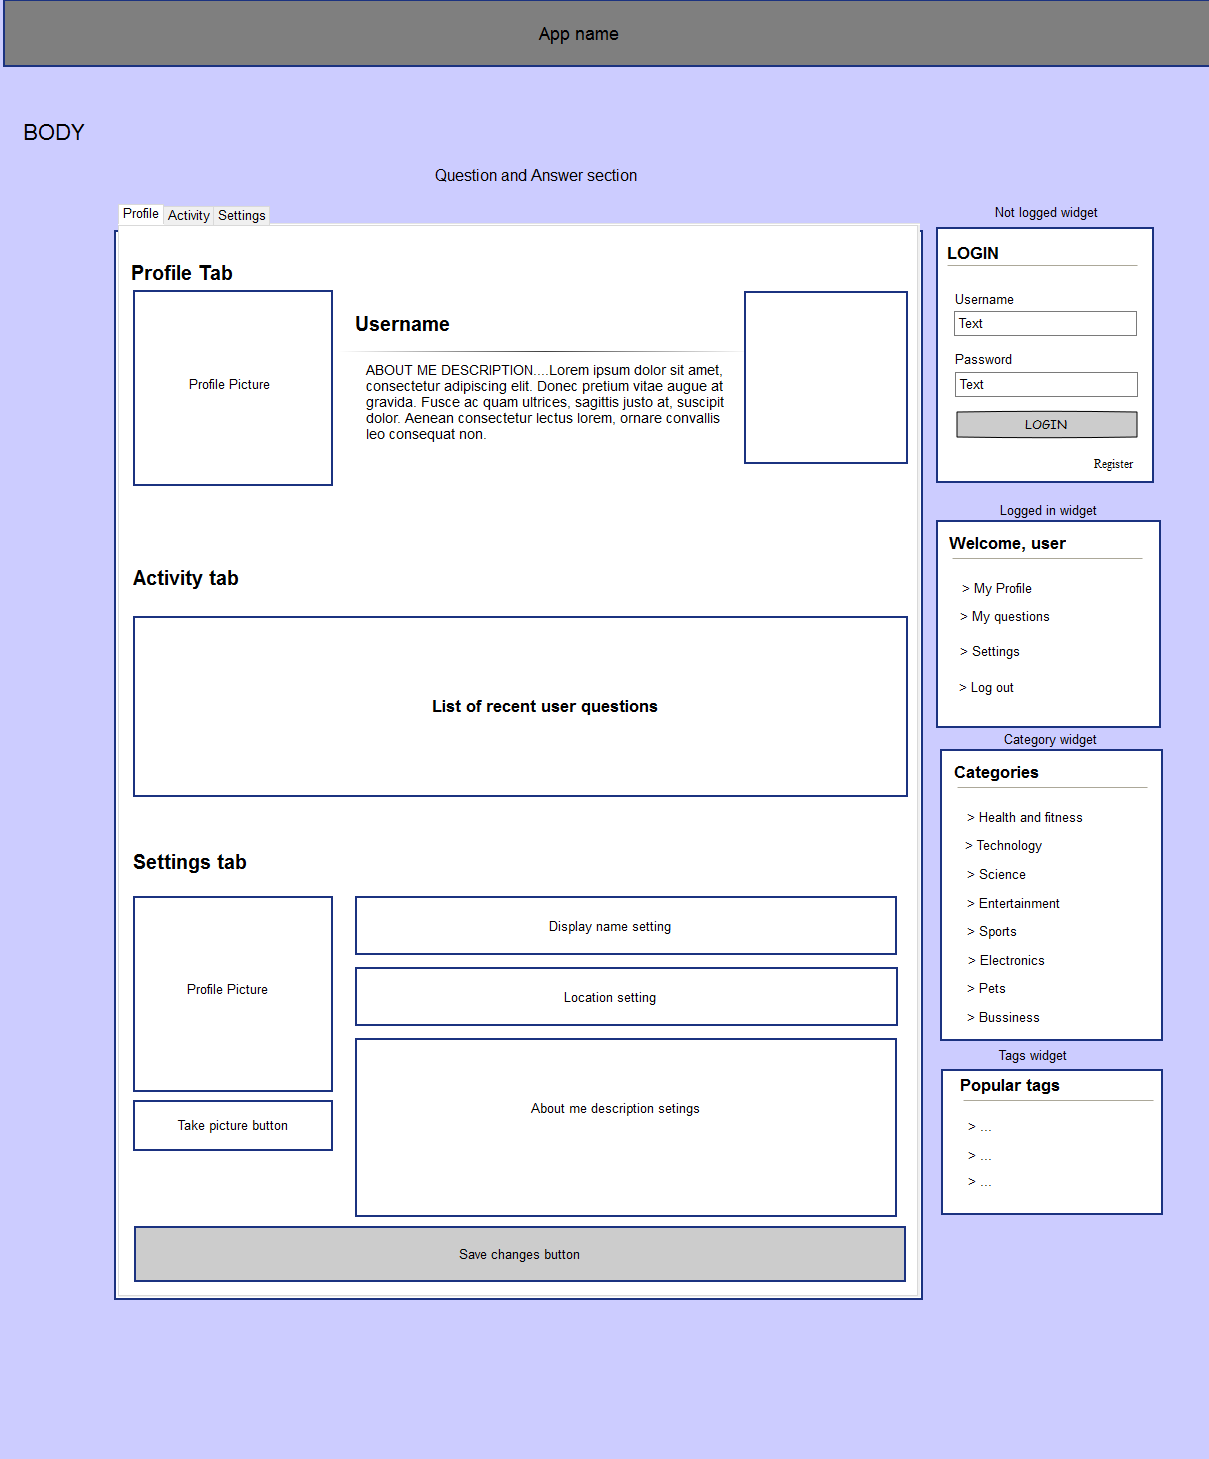 App name
BODY
Question and Answer section
Profile
Activity
Settings
Profile Tab
Profile Picture
Username
ABOUT ME DESCRIPTION....Lorem ipsum dolor sit amet,
consectetur adipiscing elit. Donec pretium vitae augue at
gravida. Fusce ac quam ultrices, sagittis justo at, suscipit
dolor. Aenean consectetur lectus lorem, ornare convallis
leo consequat non.
Activity tab
List of recent user questions
Settings tab
Profile Picture
Take picture button
Display name setting
Location setting
About me description setings
Save changes button
Not logged widget
LOGIN
Username
Text
Password
Text
LOGIN
Register
Logged in widget
Welcome, user
> My Profile
> My questions
> Settings
> Log out
Category widget
Categories
> Health and fitness
> Technology
> Science
> Entertainment
> Sports
> Electronics
> Pets
> Bussiness
Tags widget
Popular tags
> ...
> ...
> ...